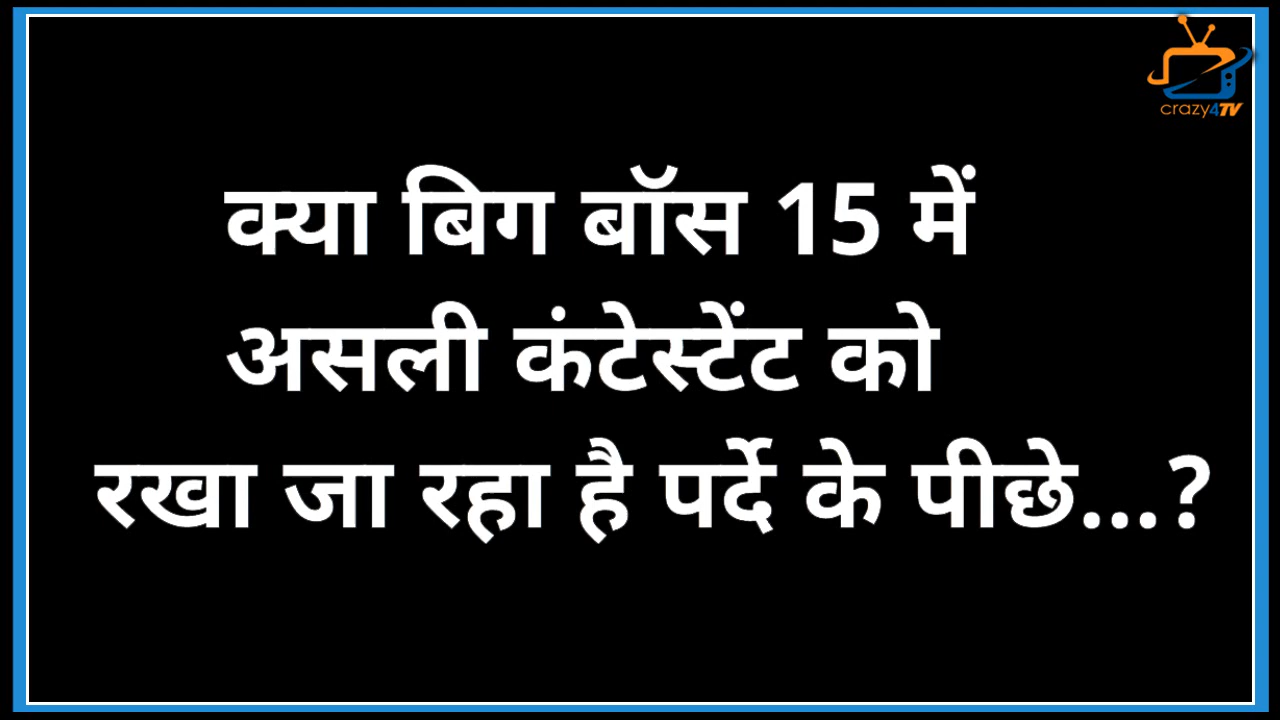 crazy4TV
क्या बिग बॉस 15 में
असली कंटेस्टेंट को
रखा जा रहा है पर्दे के पीछे...?